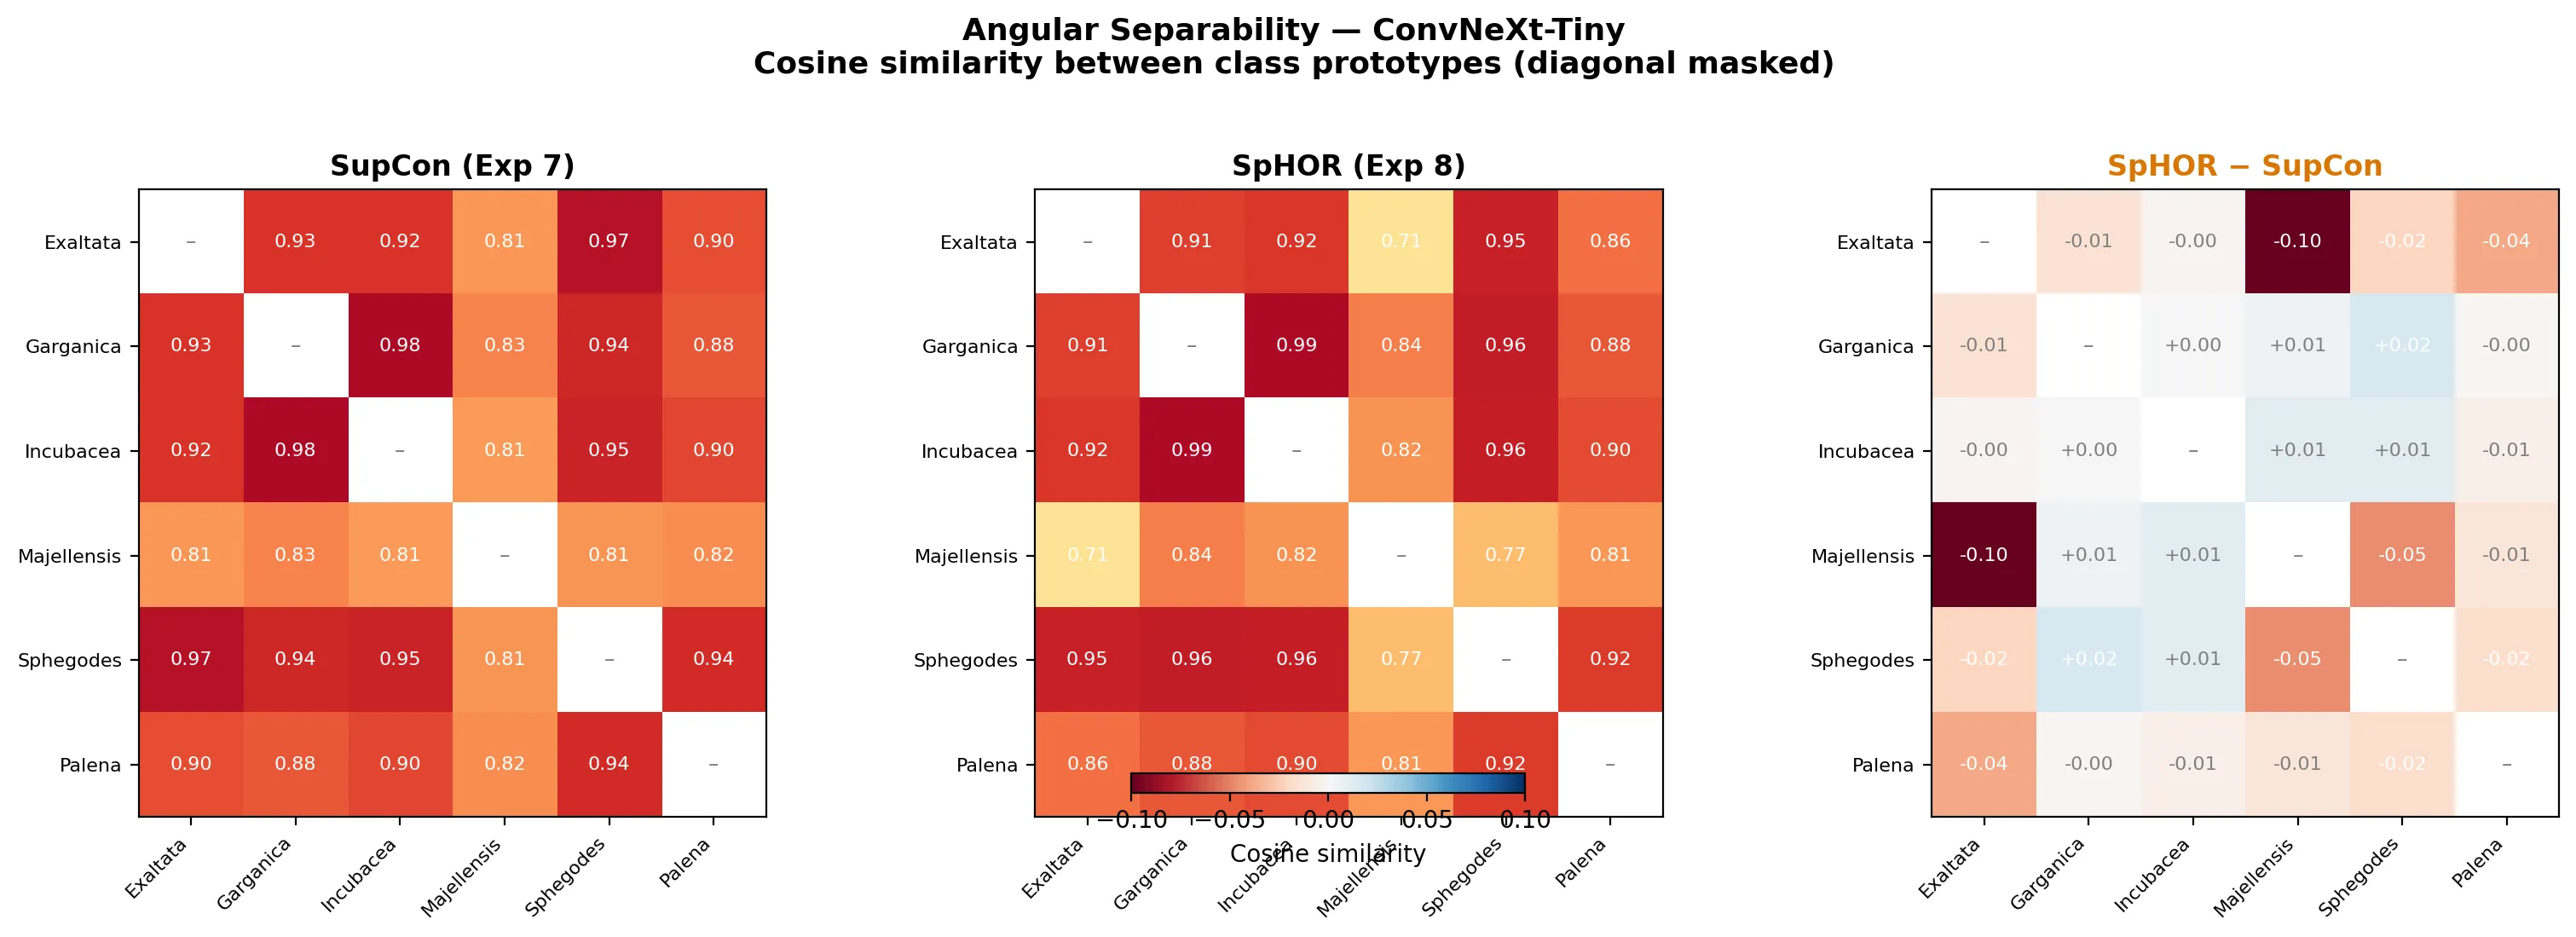 Angular Separability — ConvNeXt-Tiny
Cosine similarity between class prototypes (diagonal masked)
SupCon (Exp 7)
Exaltata – 0.93 0.92 0.81 0.97 0.90
Garganica 0.93 – 0.98 0.83 0.94 0.88
Incubacea 0.92 0.98 – 0.81 0.95 0.90
Majellensis 0.81 0.83 0.81 – 0.81 0.82
Sphegodes 0.97 0.94 0.95 0.81 – 0.94
Palena 0.90 0.88 0.90 0.82 0.94 –
Exaltata Garganica Incubacea Majellensis Sphegodes Palena
SpHOR (Exp 8)
Exaltata – 0.91 0.92 0.71 0.95 0.86
Garganica 0.91 – 0.99 0.84 0.96 0.88
Incubacea 0.92 0.99 – 0.82 0.96 0.90
Majellensis 0.71 0.84 0.82 – 0.77 0.81
Sphegodes 0.95 0.96 0.96 0.77 – 0.92
Palena 0.86 0.88 0.90 0.81 0.92 –
−0.10 −0.05 0.00 0.05 0.10
Cosine similarity
Exaltata Garganica Incubacea Majellensis Sphegodes Palena
SpHOR − SupCon
Exaltata – -0.01 -0.00 -0.10 -0.02 -0.04
Garganica -0.01 – +0.00 +0.01 +0.02 -0.00
Incubacea -0.00 +0.00 – +0.01 +0.01 -0.01
Majellensis -0.10 +0.01 +0.01 – -0.05 -0.01
Sphegodes -0.02 +0.02 +0.01 -0.05 – -0.02
Palena -0.04 -0.00 -0.01 -0.01 -0.02 –
Exaltata Garganica Incubacea Majellensis Sphegodes Palena